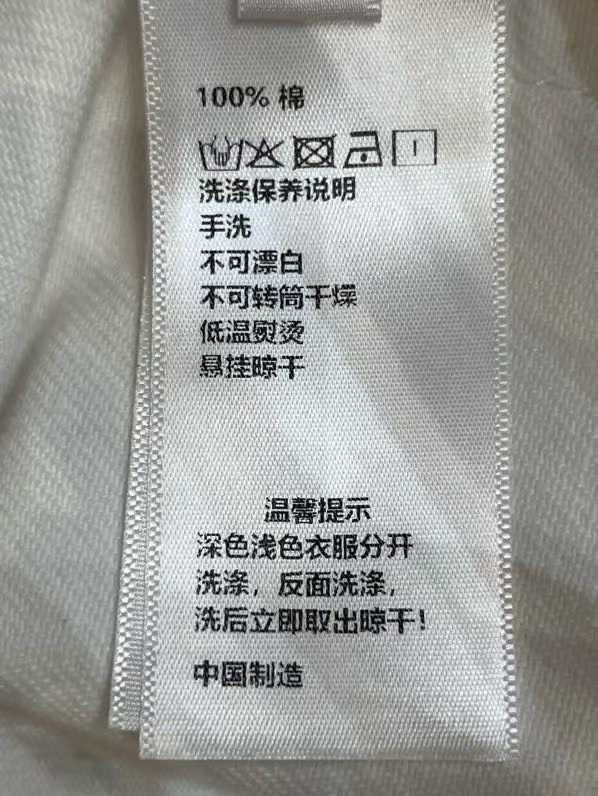 100% 棉
洗涤保养说明
手洗
不可漂白
不可转筒干燥
低温熨烫
悬挂晾干
温馨提示
深色浅色衣服分开
洗涤，反面洗涤，
洗后立即取出晾干！
中国制造